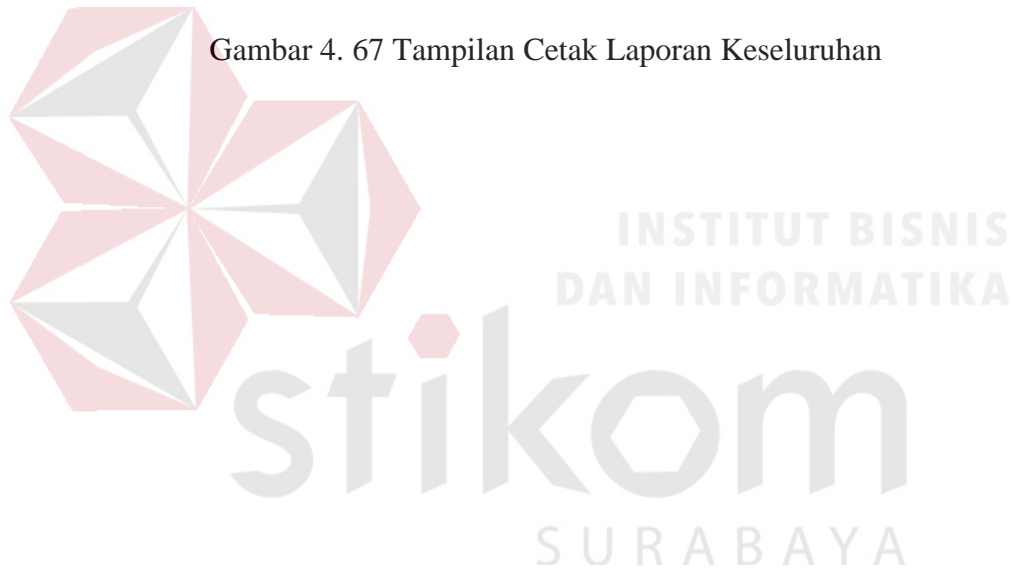 Gambar 4. 67 Tampilan Cetak Laporan Keseluruhan
INSTITUT BISNIS
DAN INFORMATIKA
stikom
SURABAYA